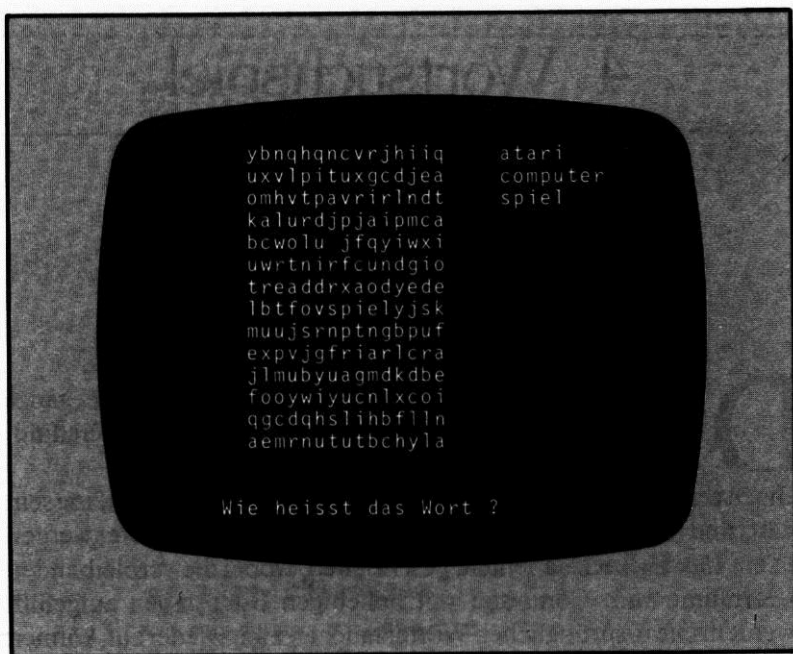 ybnqhqncvrjhiiq atari
uxvlpituxgcdjea computer
omhvtpavrirlndt spiel
kalurdjpjaipmca
bcwolu jfqyiwxi
uwrtnirfcundgio
treaddrxaodyede
lbtfovspielyjsk
muujsrnptngbpuf
expvjgfriarlcra
jlmubyuagmdkdbe
fooywiyucnlxcoi
qgcdqhslihbflln
aemrnututbchyla
Wie heisst das Wort ?